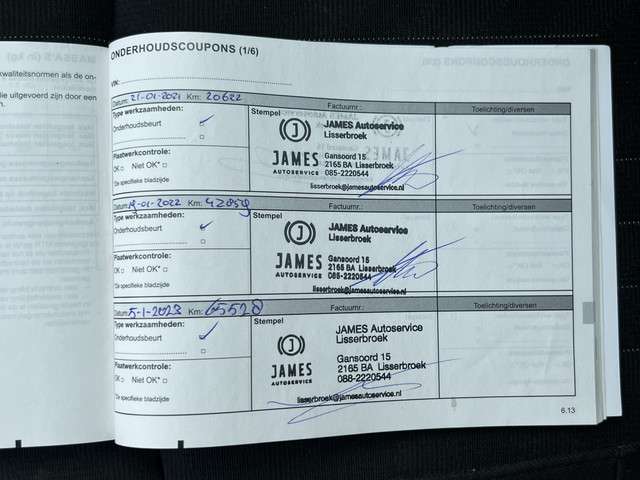 kwaliteitsnormen als de on-
die uitgevoerd zijn door een
n.
ONDERHOUDSCOUPONS (1/6)
VIN:
Datum: 21-01-2021 Km: 20622
Factuurnr.:
Toelichting/diversen
Type werkzaamheden:
Onderhoudsbeurt ✓
Plaatwerkcontrole:
OK □ Niet OK* □
*Zie specifieke bladzijde
Stempel
JAMES Autoservice
Lisserbroek
JAMES
AUTOSERVICE
Gansoord 15
2165 BA Lisserbroek
085-2220544
lisserbroek@jamesautoservice.nl
Datum: 19-01-2022 Km: 42859
Factuurnr.:
Toelichting/diversen
Type werkzaamheden:
Onderhoudsbeurt ✓
Plaatwerkcontrole:
OK □ Niet OK* □
*Zie specifieke bladzijde
Stempel
JAMES Autoservice
Lisserbroek
JAMES
AUTOSERVICE
Gansoord 15
2165 BA Lisserbroek
085-2220544
lisserbroek@jamesautoservice.nl
Datum: 5-1-2023 Km: 65528
Factuurnr.:
Toelichting/diversen
Type werkzaamheden:
Onderhoudsbeurt ✓
Plaatwerkcontrole:
OK □ Niet OK* □
*Zie specifieke bladzijde
Stempel
JAMES Autoservice
Lisserbroek
JAMES
AUTOSERVICE
Gansoord 15
2165 BA Lisserbroek
088-2220544
lisserbroek@jamesautoservice.nl
6.13